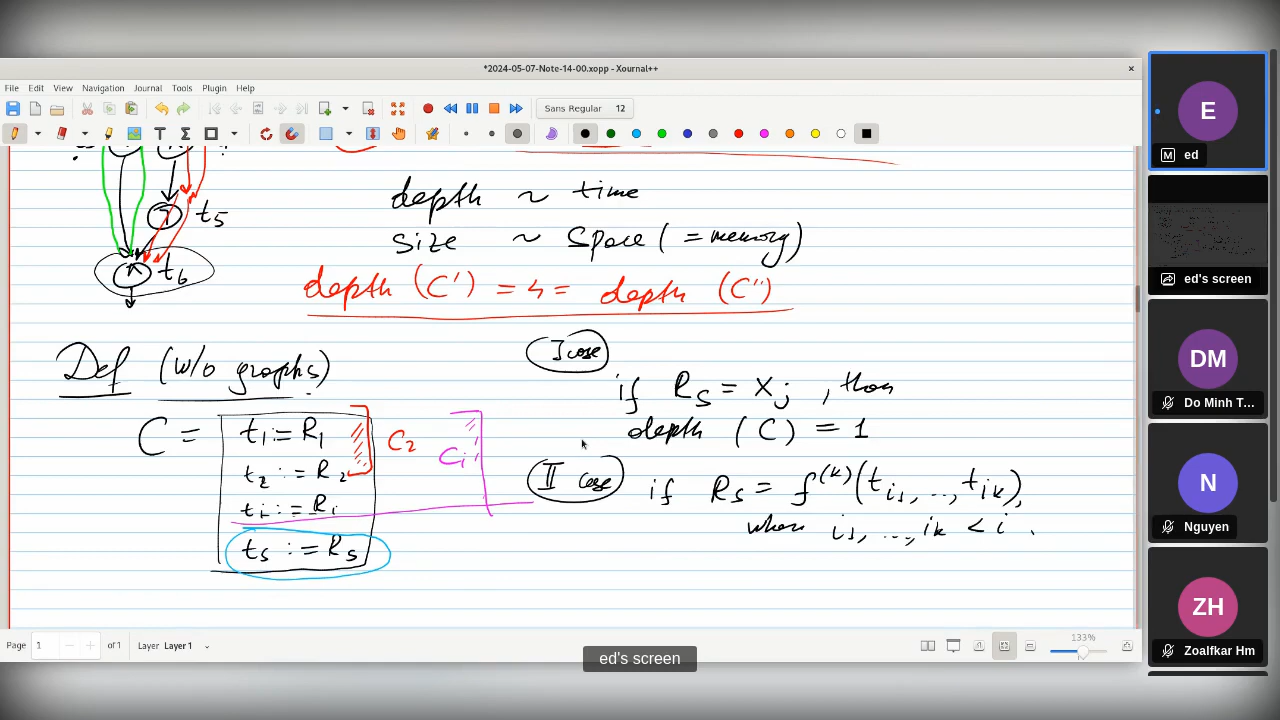 *2024-05-07-Note-14-00.xopp - Xournal++
File Edit View Navigation Journal Tools Plugin Help
Sans Regular 12
depth ~ time
t5
size ~ space (=memory)
t6
depth (C') = 4 = depth (C'')
Def (w/o graphs)
I case
if Rs = xj , then
C = t1 := R1
C2
depth (C) = 1
t2 := R2
Ci
II case
if Rs = f^(k)(ti1, .., tik),
ti := Ri
where i1, ..., ik < i .
ts := Rs
Page 1 of 1 Layer Layer 1
133%
ed's screen
E
ed
ed's screen
DM
Do Minh T...
N
Nguyen
ZH
Zoalfkar Hm